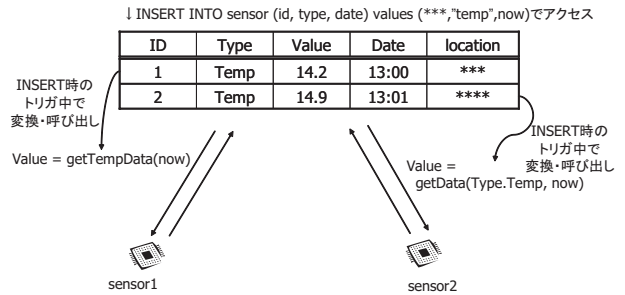 ↓INSERT INTO sensor (id, type, date) values (***,"temp",now)でアクセス
ID Type Value Date location
1 Temp 14.2 13:00 ***
2 Temp 14.9 13:01 ****
INSERT時の
トリガ中で
変換・呼び出し
Value = getTempData(now)
INSERT時の
トリガ中で
変換・呼び出し
Value =
getData(Type.Temp, now)
sensor1
sensor2